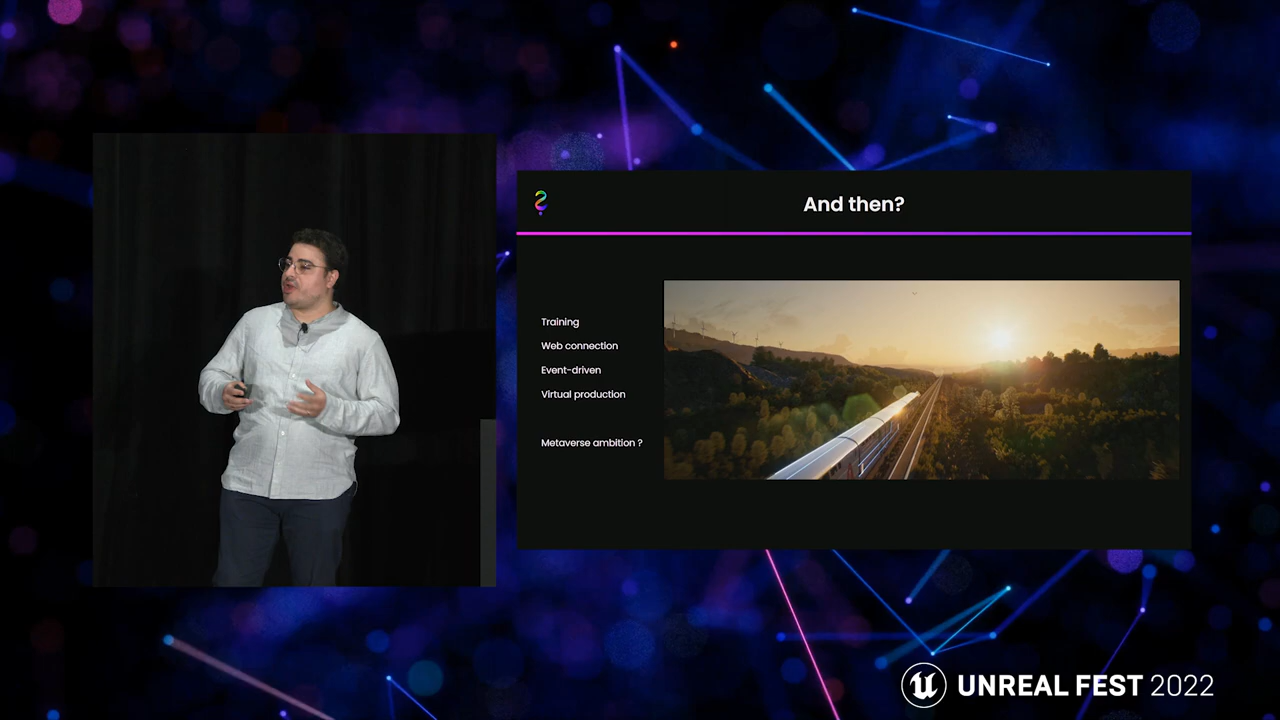 And then?
Training
Web connection
Event-driven
Virtual production
Metaverse ambition ?
UNREAL FEST 2022